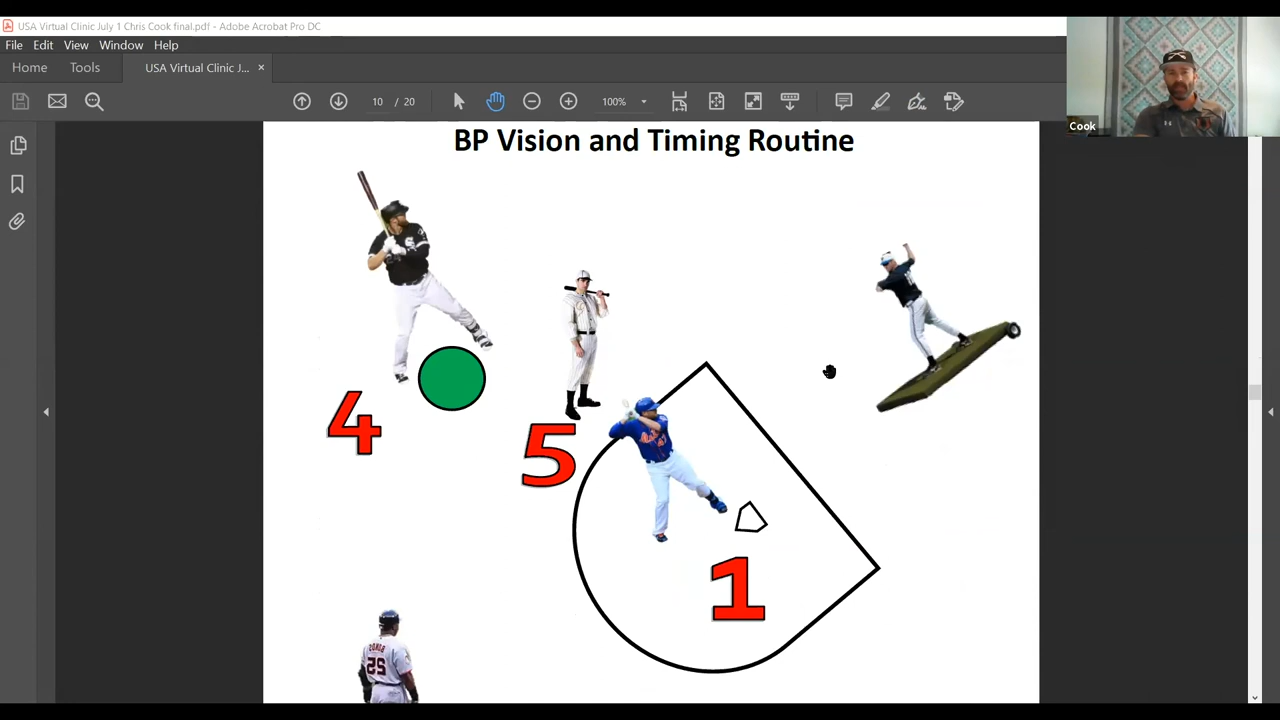 USA Virtual Clinic July 1 Chris Cook final.pdf - Adobe Acrobat Pro DC
File Edit View Window Help
Home Tools USA Virtual Clinic J... ×
10 / 20 100%
Cook
BP Vision and Timing Routine
4
5
1
25